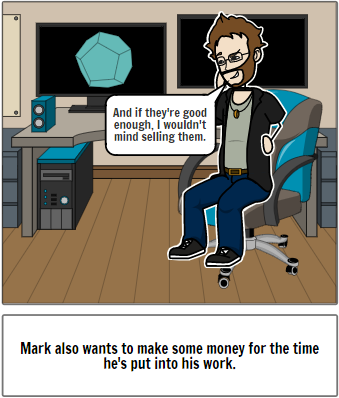 And if they're good
enough, I wouldn't
mind selling them.
Mark also wants to make some money for the time
he's put into his work.